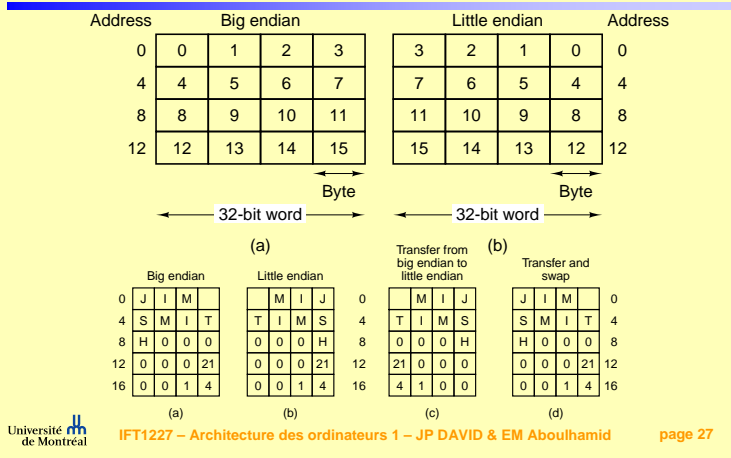 Address Big endian Little endian Address
0 0 1 2 3 3 2 1 0 0
4 4 5 6 7 7 6 5 4 4
8 8 9 10 11 11 10 9 8 8
12 12 13 14 15 15 14 13 12 12
Byte Byte
32-bit word 32-bit word
(a) (b)
Big endian Little endian Transfer from big endian to little endian Transfer and swap
0 J I M M I J M I J J I M 0
4 S M I T T I M S T I M S S M I T 4
8 H 0 0 0 0 0 0 H 8 0 0 0 H H 0 0 0 8
12 0 0 0 21 0 0 0 21 12 21 0 0 0 0 0 0 21 12
16 0 0 1 4 0 0 1 4 16 4 1 0 0 0 0 1 4 16
(a) (b) (c) (d)
Université de Montréal
IFT1227 – Architecture des ordinateurs 1 – JP DAVID & EM Aboulhamid page 27